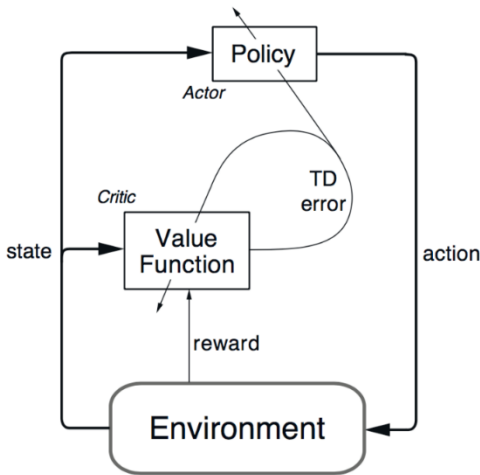 Policy
Actor
TD
error
Critic
Value
Function
state
action
reward
Environment